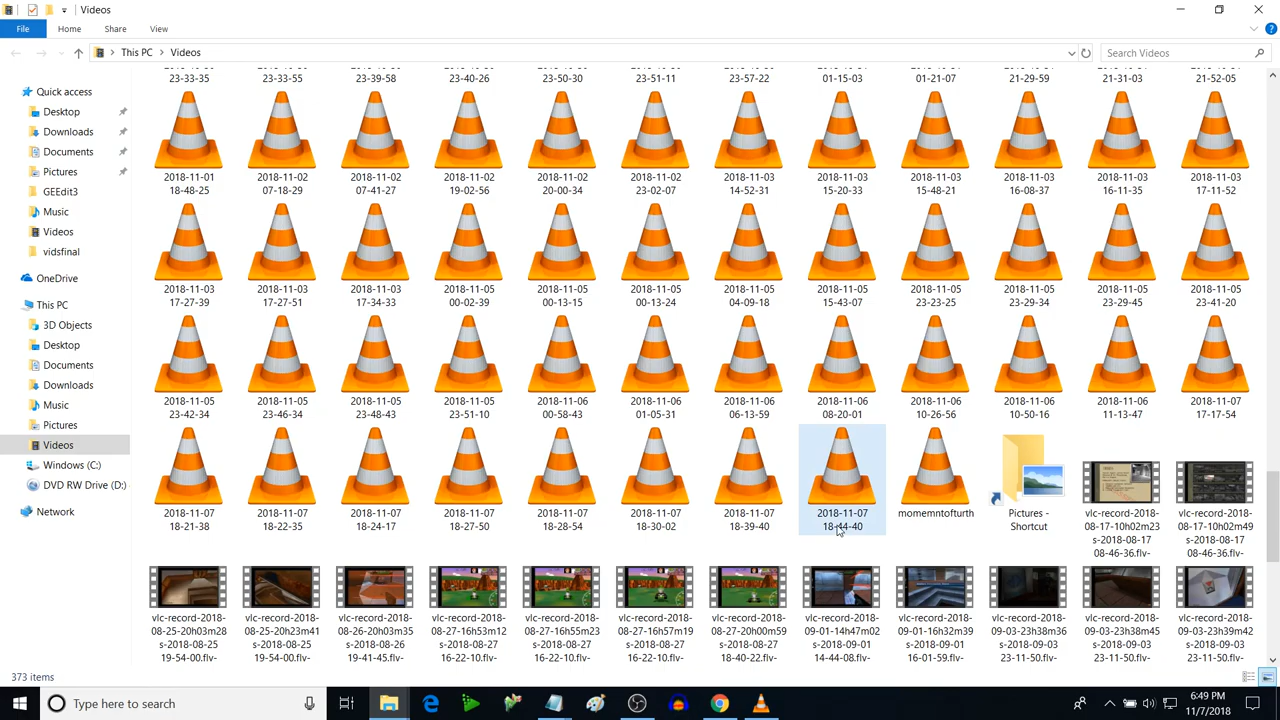 Videos
File Home Share View
This PC Videos Search Videos
Quick access
Desktop
Downloads
Documents
Pictures
GEEdit3
Music
Videos
vidsfinal
OneDrive
This PC
3D Objects
Desktop
Documents
Downloads
Music
Pictures
Videos
Windows (C:)
DVD RW Drive (D:)
Network
23-33-35 23-33-55 23-39-58 23-40-26 23-50-30 23-51-11 23-57-22 01-15-03 01-21-07 21-29-59 21-31-03 21-52-05
2018-11-01 2018-11-02 2018-11-02 2018-11-02 2018-11-02 2018-11-02 2018-11-03 2018-11-03 2018-11-03 2018-11-03 2018-11-03 2018-11-03
18-48-25 07-18-29 07-41-27 19-02-56 20-00-34 23-02-07 14-52-31 15-20-33 15-48-21 16-08-37 16-11-35 17-11-52
2018-11-03 2018-11-03 2018-11-03 2018-11-05 2018-11-05 2018-11-05 2018-11-05 2018-11-05 2018-11-05 2018-11-05 2018-11-05 2018-11-05
17-27-39 17-27-51 17-34-33 00-02-39 00-13-15 00-13-24 04-09-18 15-43-07 23-23-25 23-29-34 23-29-45 23-41-20
2018-11-05 2018-11-05 2018-11-05 2018-11-05 2018-11-06 2018-11-06 2018-11-06 2018-11-06 2018-11-06 2018-11-06 2018-11-06 2018-11-07
23-42-34 23-46-34 23-48-43 23-51-10 00-58-43 01-05-31 06-13-59 08-20-01 10-26-56 10-50-16 11-13-47 17-17-54
2018-11-07 2018-11-07 2018-11-07 2018-11-07 2018-11-07 2018-11-07 2018-11-07 2018-11-07 momemntofturth Pictures - vlc-record-2018- vlc-record-2018-
18-21-38 18-22-35 18-24-17 18-27-50 18-28-54 18-30-02 18-39-40 18-44-40 Shortcut 08-17-10h02m23 08-17-10h02m49
s-2018-08-17 s-2018-08-17
08-46-36.flv- 08-46-36.flv-
vlc-record-2018- vlc-record-2018- vlc-record-2018- vlc-record-2018- vlc-record-2018- vlc-record-2018- vlc-record-2018- vlc-record-2018- vlc-record-2018- vlc-record-2018- vlc-record-2018- vlc-record-2018-
08-25-20h03m28 08-25-20h23m41 08-26-20h03m35 08-27-16h53m12 08-27-16h55m23 08-27-16h57m19 08-27-20h00m59 09-01-14h47m02 09-01-16h32m39 09-03-23h38m36 09-03-23h38m45 09-03-23h39m42
s-2018-08-25 s-2018-08-25 s-2018-08-26 s-2018-08-27 s-2018-08-27 s-2018-08-27 s-2018-08-27 s-2018-09-01 s-2018-09-01 s-2018-09-03 s-2018-09-03 s-2018-09-03
19-54-00.flv- 19-54-00.flv- 19-41-45.flv- 16-22-10.flv- 16-22-10.flv- 16-22-10.flv- 18-40-22.flv- 14-44-08.flv- 16-01-59.flv- 23-11-50.flv- 23-11-50.flv- 23-11-50.flv-
373 items
Type here to search
6:49 PM
11/7/2018